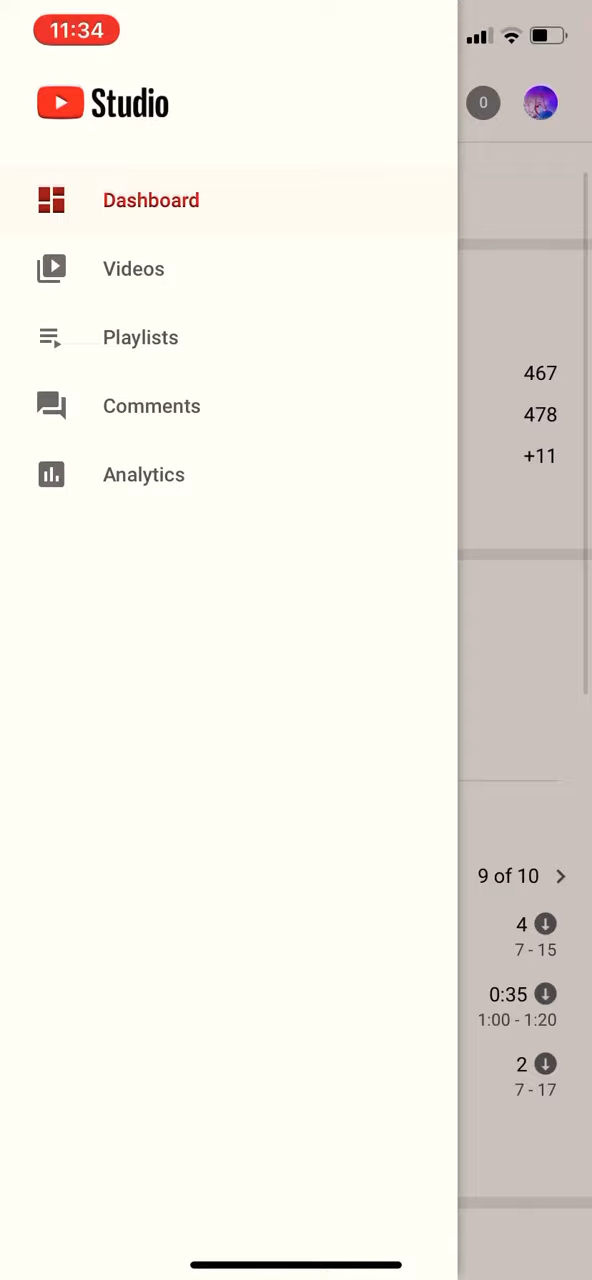 11:34
Studio
0
Dashboard
Videos
Playlists
467
Comments
478
+11
Analytics
9 of 10
4
7 - 15
0:35
1:00 - 1:20
2
7 - 17